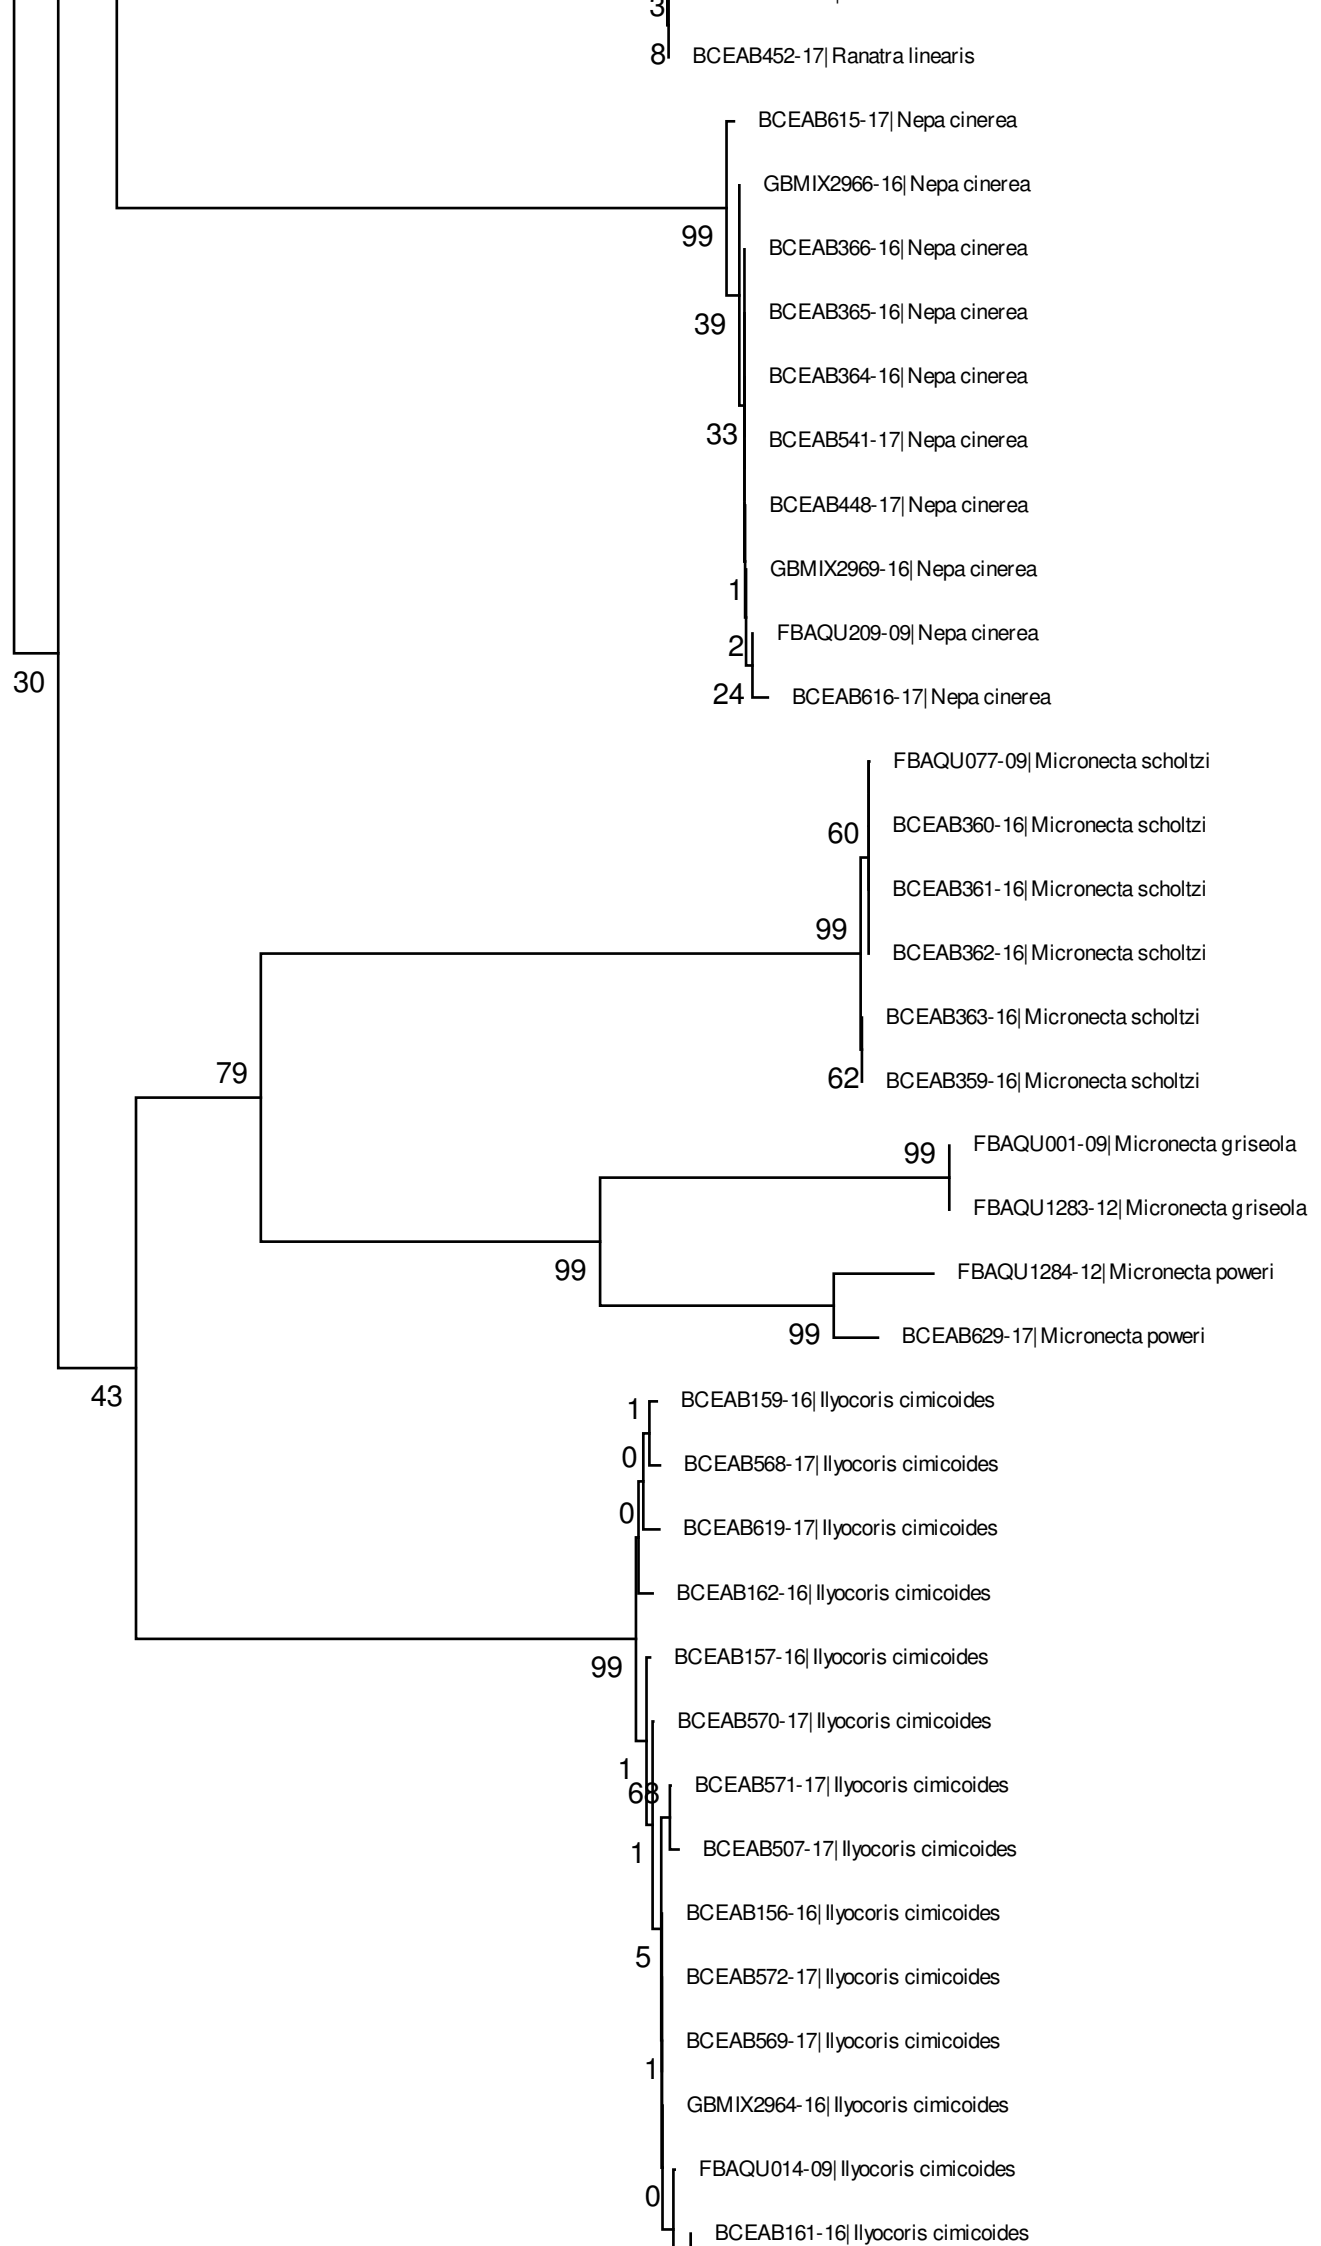 3
8 BCEAB452-17| Ranatra linearis
BCEAB615-17| Nepa cinerea
GBMIX2966-16| Nepa cinerea
99
BCEAB366-16| Nepa cinerea
BCEAB365-16| Nepa cinerea
39
BCEAB364-16| Nepa cinerea
33
BCEAB541-17| Nepa cinerea
BCEAB448-17| Nepa cinerea
GBMIX2969-16| Nepa cinerea
1
FBAQU209-09| Nepa cinerea
2
30
24 BCEAB616-17| Nepa cinerea
FBAQU077-09| Micronecta scholtzi
BCEAB360-16| Micronecta scholtzi
60
BCEAB361-16| Micronecta scholtzi
99
BCEAB362-16| Micronecta scholtzi
BCEAB363-16| Micronecta scholtzi
79
62 BCEAB359-16| Micronecta scholtzi
FBAQU001-09| Micronecta griseola
99
FBAQU1283-12| Micronecta griseola
99
FBAQU1284-12| Micronecta poweri
99 BCEAB629-17| Micronecta poweri
43
BCEAB159-16| Ilyocoris cimicoides
1
0
BCEAB568-17| Ilyocoris cimicoides
0
BCEAB619-17| Ilyocoris cimicoides
BCEAB162-16| Ilyocoris cimicoides
BCEAB157-16| Ilyocoris cimicoides
99
BCEAB570-17| Ilyocoris cimicoides
1
BCEAB571-17| Ilyocoris cimicoides
68
BCEAB507-17| Ilyocoris cimicoides
1
BCEAB156-16| Ilyocoris cimicoides
5
BCEAB572-17| Ilyocoris cimicoides
BCEAB569-17| Ilyocoris cimicoides
1
GBMIX2964-16| Ilyocoris cimicoides
FBAQU014-09| Ilyocoris cimicoides
0
BCEAB161-16| Ilyocoris cimicoides